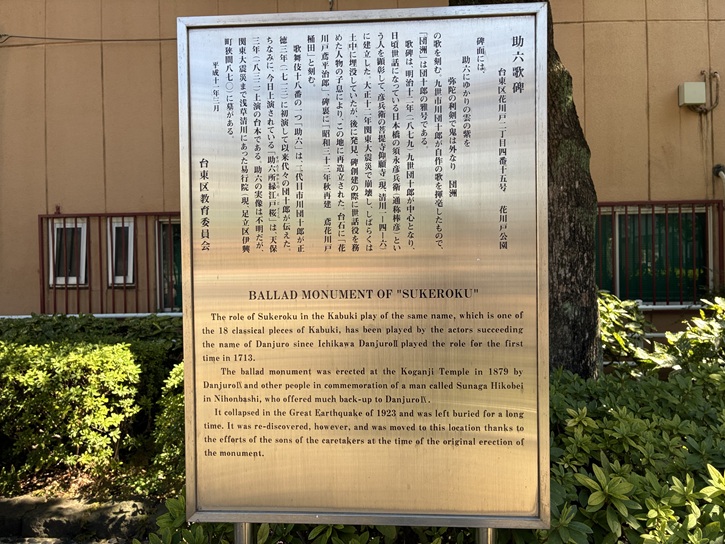 助六歌碑
台東区花川戸二丁目四番十五号　花川戸公園
碑面には、
助六にゆかりの雲の紫を
弥陀の利剣で鬼は外なり　団洲
の歌を刻む。九世市川団十郎が自作の歌を揮毫したもので、
「団洲」は団十郎の雅号である。
歌碑は、明治十二年（一八七九）九世団十郎が中心となり、
日頃世話になっている日本橋の須永彦兵衛（通称棒彦）とい
う人を顕彰して、彦兵衛の菩提寺仰願寺（現、清川一ー四ー六）
に建立した。大正十二年関東大震災で崩壊し、しばらくは
土中に埋没していたが、後に発見、碑創建の際に世話役を務
めた人物の子息により、この地に再造立された。台石に「花
川戸鳶平治郎」、碑裏に「昭和三十三年秋再建　鳶花川戸
桶田」と刻む。
歌舞伎十八番の一つ「助六」は、二代目市川団十郎が正
徳三年（一七一三）に初演して以来代々の団十郎が伝えた。
ちなみに、今日上演されている「助六所縁江戸桜」は、天保
三年（一八三二）上演の台本である。助六の実像は不明だが、
関東大震災まで浅草清川にあった易行院（現、足立区伊興
町狭間八七〇）に墓がある。
平成十一年三月
台東区教育委員会
BALLAD MONUMENT OF "SUKEROKU"
The role of Sukeroku in the Kabuki play of the same name, which is one of
the 18 classical pleces of Kabuki, has been played by the actors succeeding
the name of Danjuro since Ichikawa DanjuroⅡ played the role for the first
time in 1713.
The ballad monument was erected at the Koganji Temple in 1879 by
DanjuroⅨ and other people in commemoration of a man called Sunaga Hikobei
in Nihonbashi, who offered much back-up to DanjuroⅨ.
It collapsed in the Great Earthquake of 1923 and was left buried for a long
time. It was re-discovered, however, and was moved to this location thanks to
the efforts of the sons of the caretakers at the time of the original erection of
the monument.